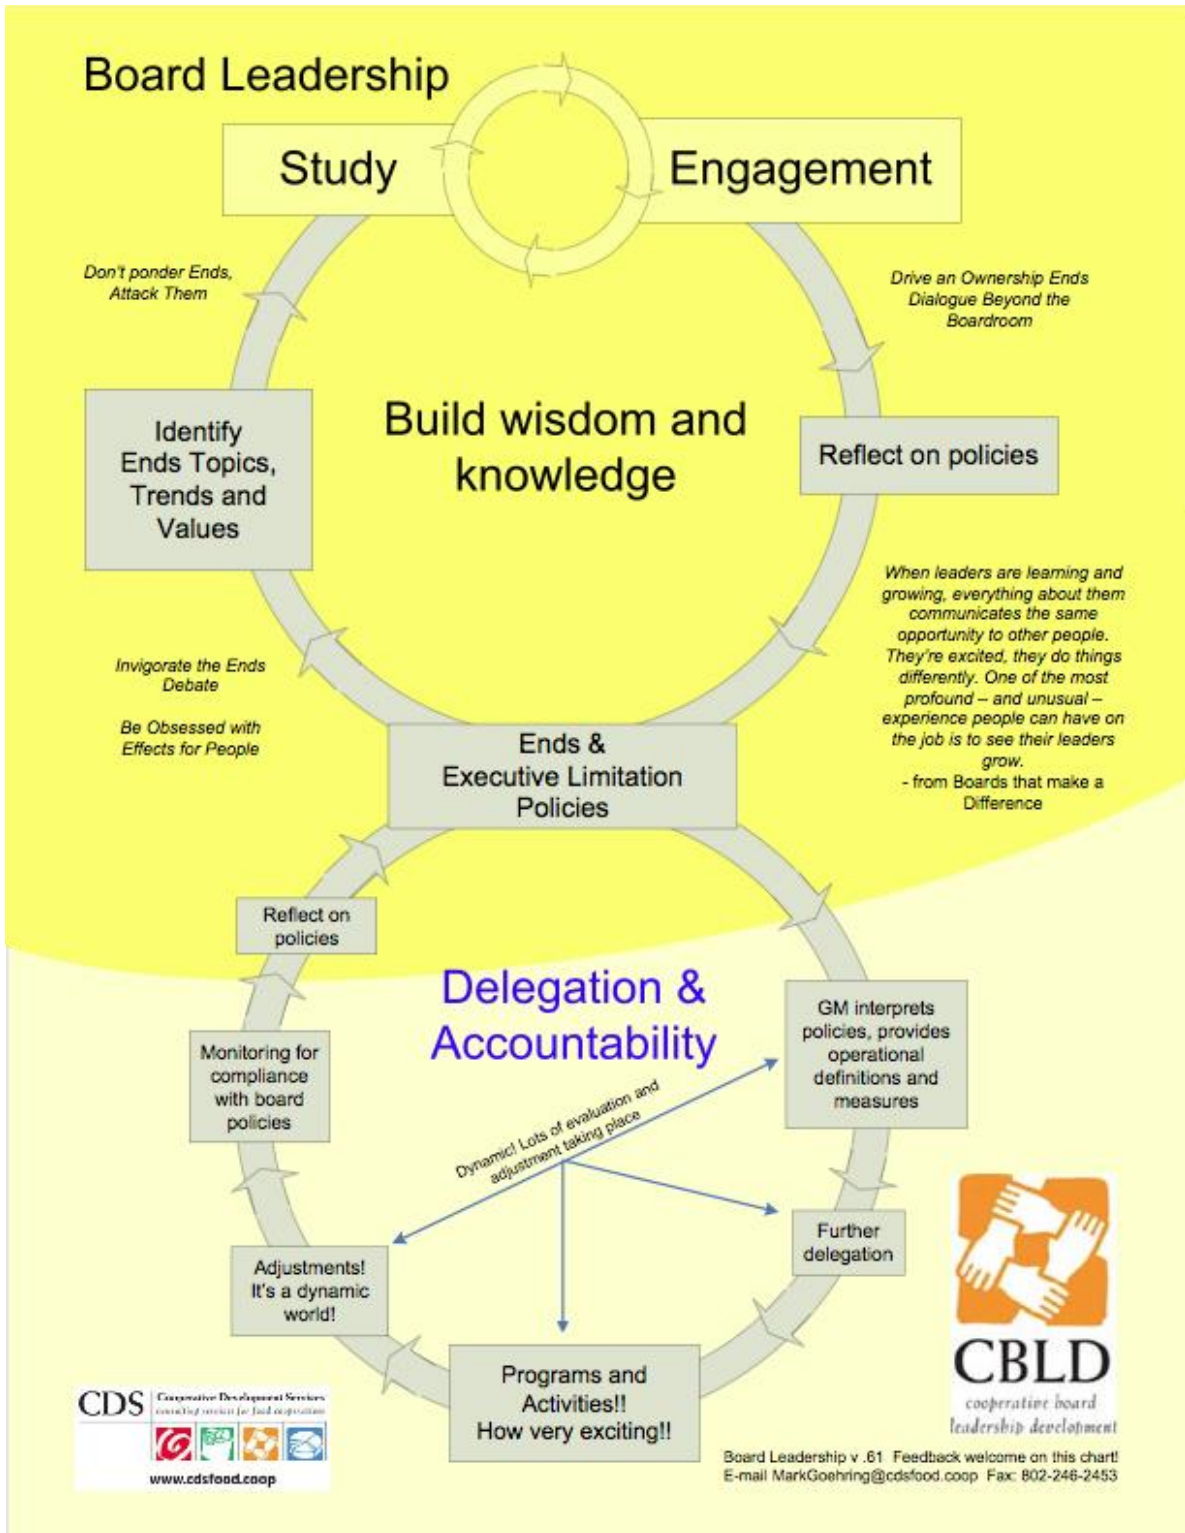 Board Leadership
Study
Engagement
Don't ponder Ends,
Attack Them
Drive an Ownership Ends
Dialogue Beyond the
Boardroom
Build wisdom and
knowledge
Identify
Ends Topics,
Trends and
Values
Reflect on policies
When leaders are learning and
growing, everything about them
communicates the same
opportunity to other people.
They're excited, they do things
differently. One of the most
profound – and unusual –
experience people can have on
the job is to see their leaders
grow.
- from Boards that make a
Difference
Invigorate the Ends
Debate
Be Obsessed with
Effects for People
Ends &
Executive Limitation
Policies
Reflect on
policies
Delegation &
Accountability
GM interprets
policies, provides
operational
definitions and
measures
Monitoring for
compliance
with board
policies
Dynamic! Lots of evaluation and
adjustment taking place
Further
delegation
Adjustments!
It's a dynamic
world!
Programs and
Activities!!
How very exciting!!
CDS
Cooperative Development Services
consulting services for food cooperatives
www.cdsfood.coop
CBLD
cooperative board
leadership development
Board Leadership v .61 Feedback welcome on this chart!
E-mail MarkGoehring@cdsfood.coop Fax: 802-246-2453